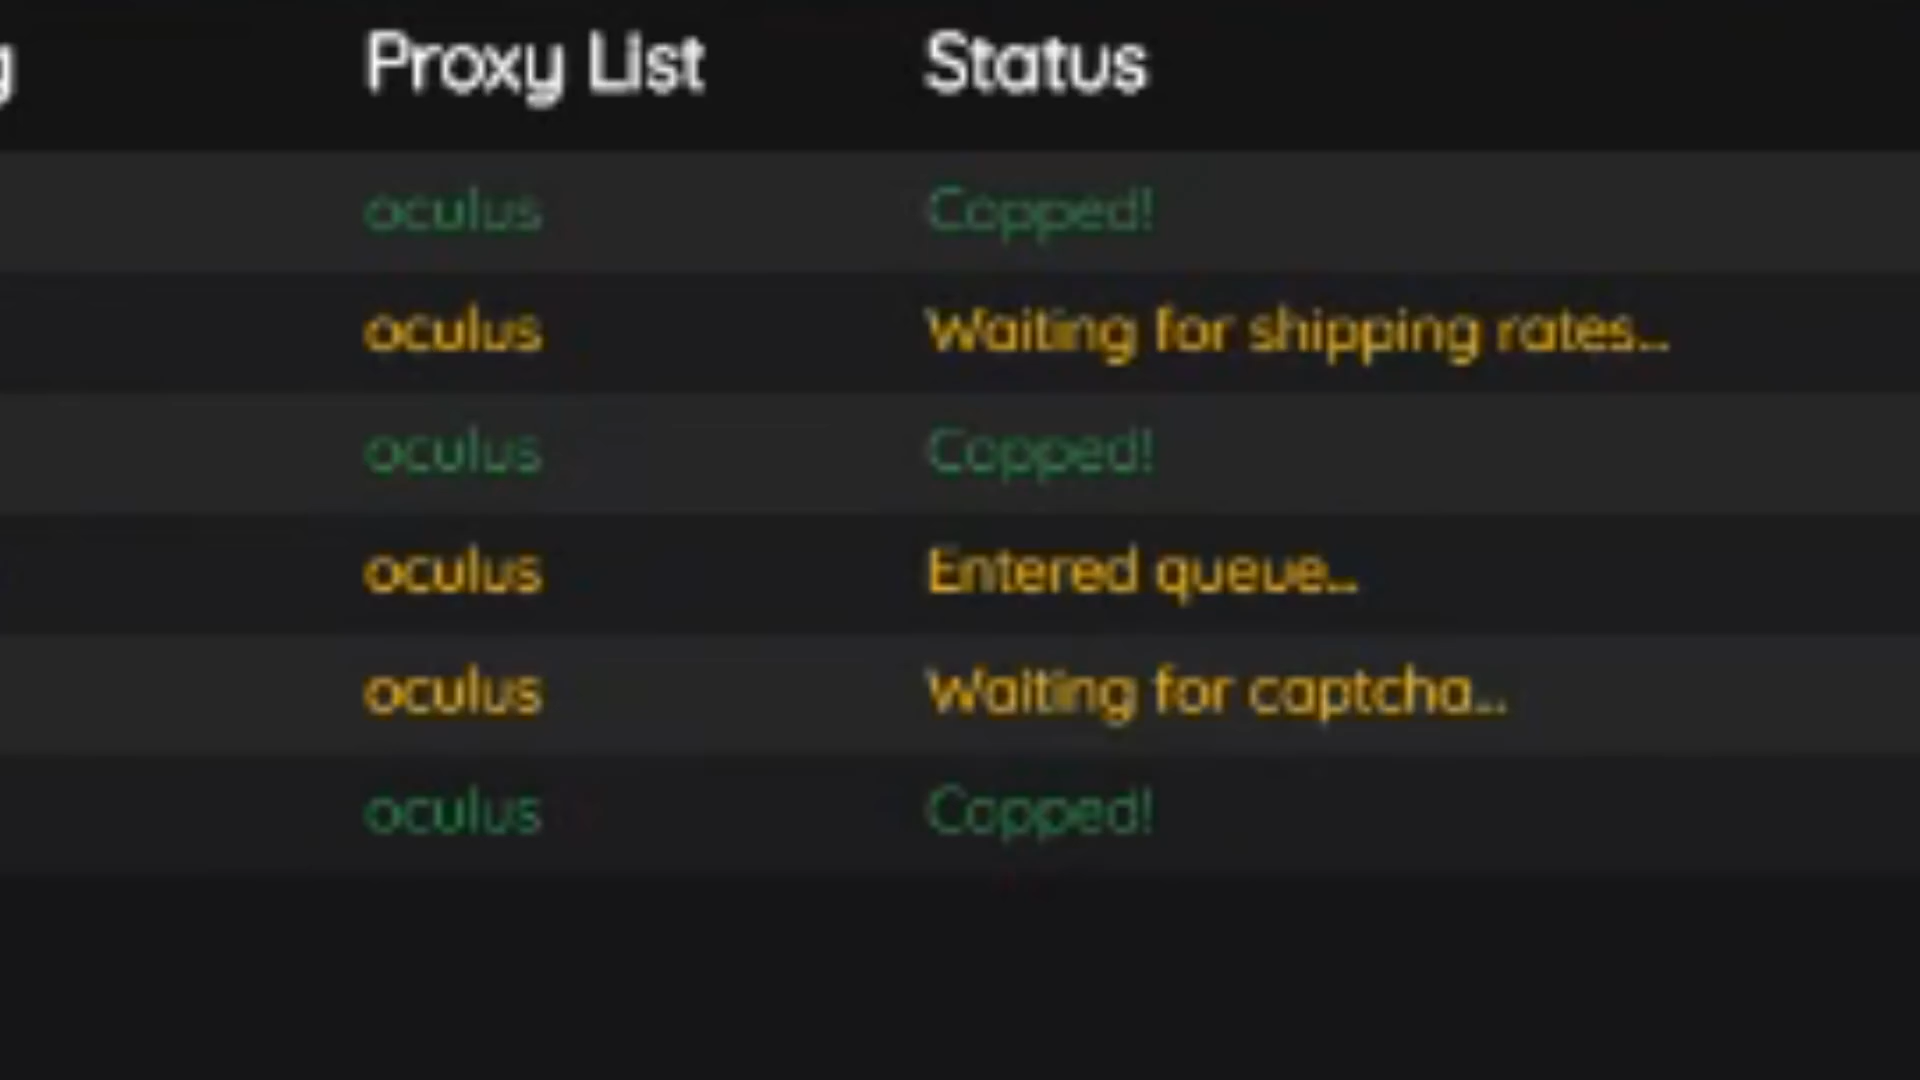 g Proxy List Status
oculus Copped!
oculus Waiting for shipping rates...
oculus Copped!
oculus Entered queue...
oculus Waiting for captcha...
oculus Copped!